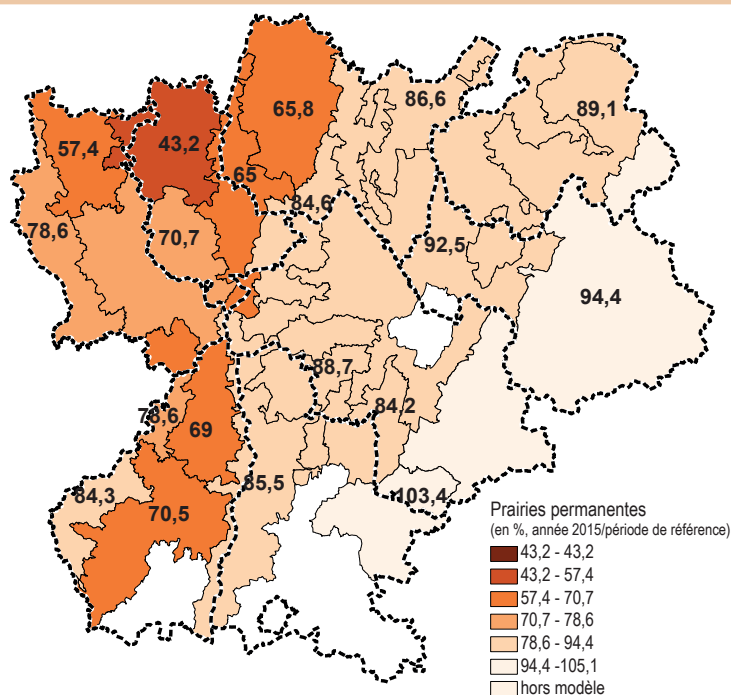 65,8
86,6
89,1
57,4
43,2
65
84,6
78,6
70,7
92,5
94,4
88,7
78,6
69
84,2
84,3
85,5
70,5
103,4
Prairies permanentes
(en %, année 2015/période de référence)
43,2 - 43,2
43,2 - 57,4
57,4 - 70,7
70,7 - 78,6
78,6 - 94,4
94,4 -105,1
hors modèle